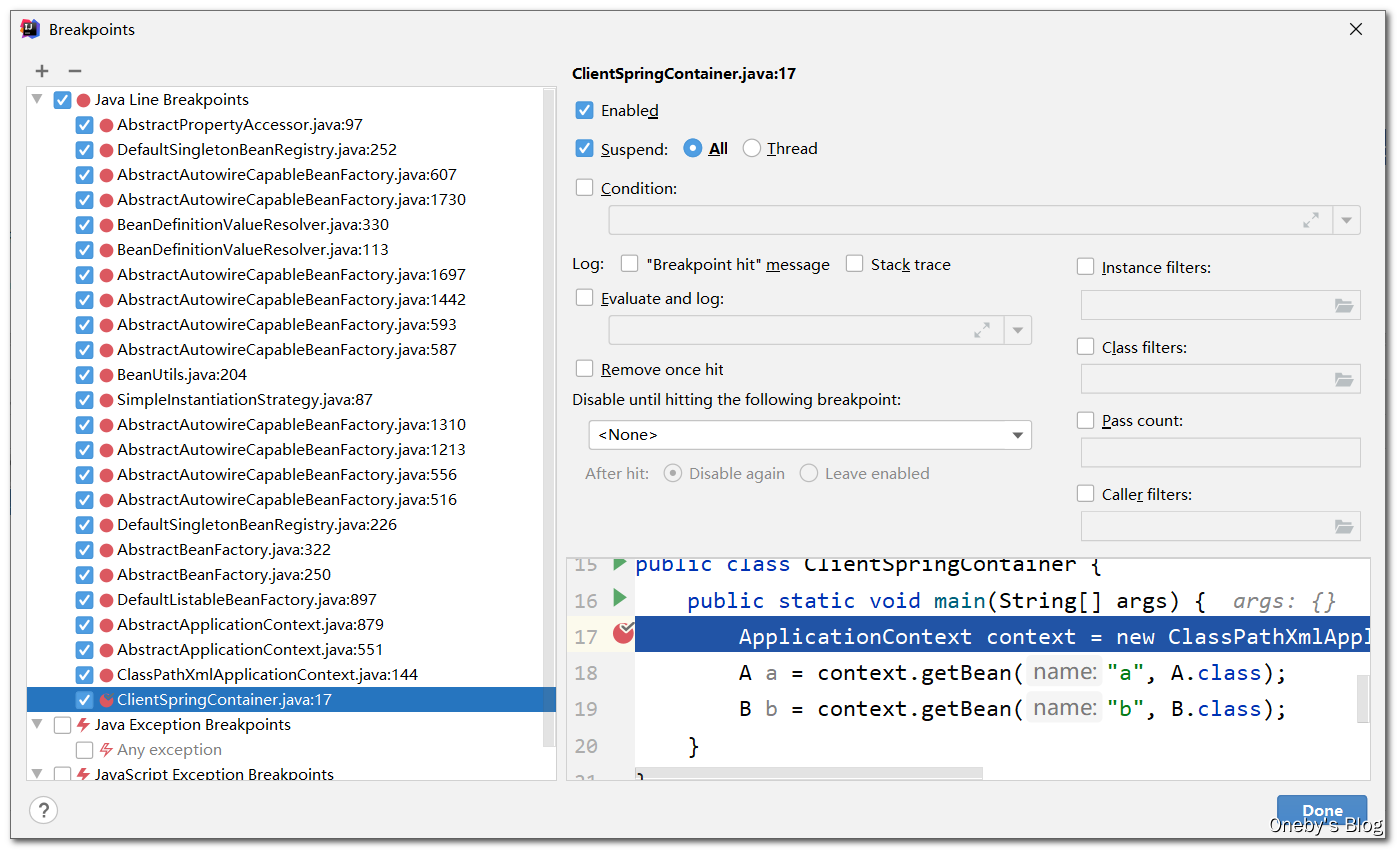 Breakpoints
Java Line Breakpoints
AbstractPropertyAccessor.java:97
DefaultSingletonBeanRegistry.java:252
AbstractAutowireCapableBeanFactory.java:607
AbstractAutowireCapableBeanFactory.java:1730
BeanDefinitionValueResolver.java:330
BeanDefinitionValueResolver.java:113
AbstractAutowireCapableBeanFactory.java:1697
AbstractAutowireCapableBeanFactory.java:1442
AbstractAutowireCapableBeanFactory.java:593
AbstractAutowireCapableBeanFactory.java:587
BeanUtils.java:204
SimpleInstantiationStrategy.java:87
AbstractAutowireCapableBeanFactory.java:1310
AbstractAutowireCapableBeanFactory.java:1213
AbstractAutowireCapableBeanFactory.java:556
AbstractAutowireCapableBeanFactory.java:516
DefaultSingletonBeanRegistry.java:226
AbstractBeanFactory.java:322
AbstractBeanFactory.java:250
DefaultListableBeanFactory.java:897
AbstractApplicationContext.java:879
AbstractApplicationContext.java:551
ClassPathXmlApplicationContext.java:144
ClientSpringContainer.java:17
Java Exception Breakpoints
Any exception
JavaScript Exception Breakpoints
?
ClientSpringContainer.java:17
Enabled
Suspend: All Thread
Condition:
Log: "Breakpoint hit" message Stack trace
Evaluate and log:
Remove once hit
Disable until hitting the following breakpoint:
<None>
After hit: Disable again Leave enabled
Instance filters:
Class filters:
Pass count:
Caller filters:
15 public class ClientSpringContainer {
16 public static void main(String[] args) { args: {}
17 ApplicationContext context = new ClassPathXmlAppl
18 A a = context.getBean( name: "a", A.class);
19 B b = context.getBean( name: "b", B.class);
20 }
21 }
Done
Oneby's Blog